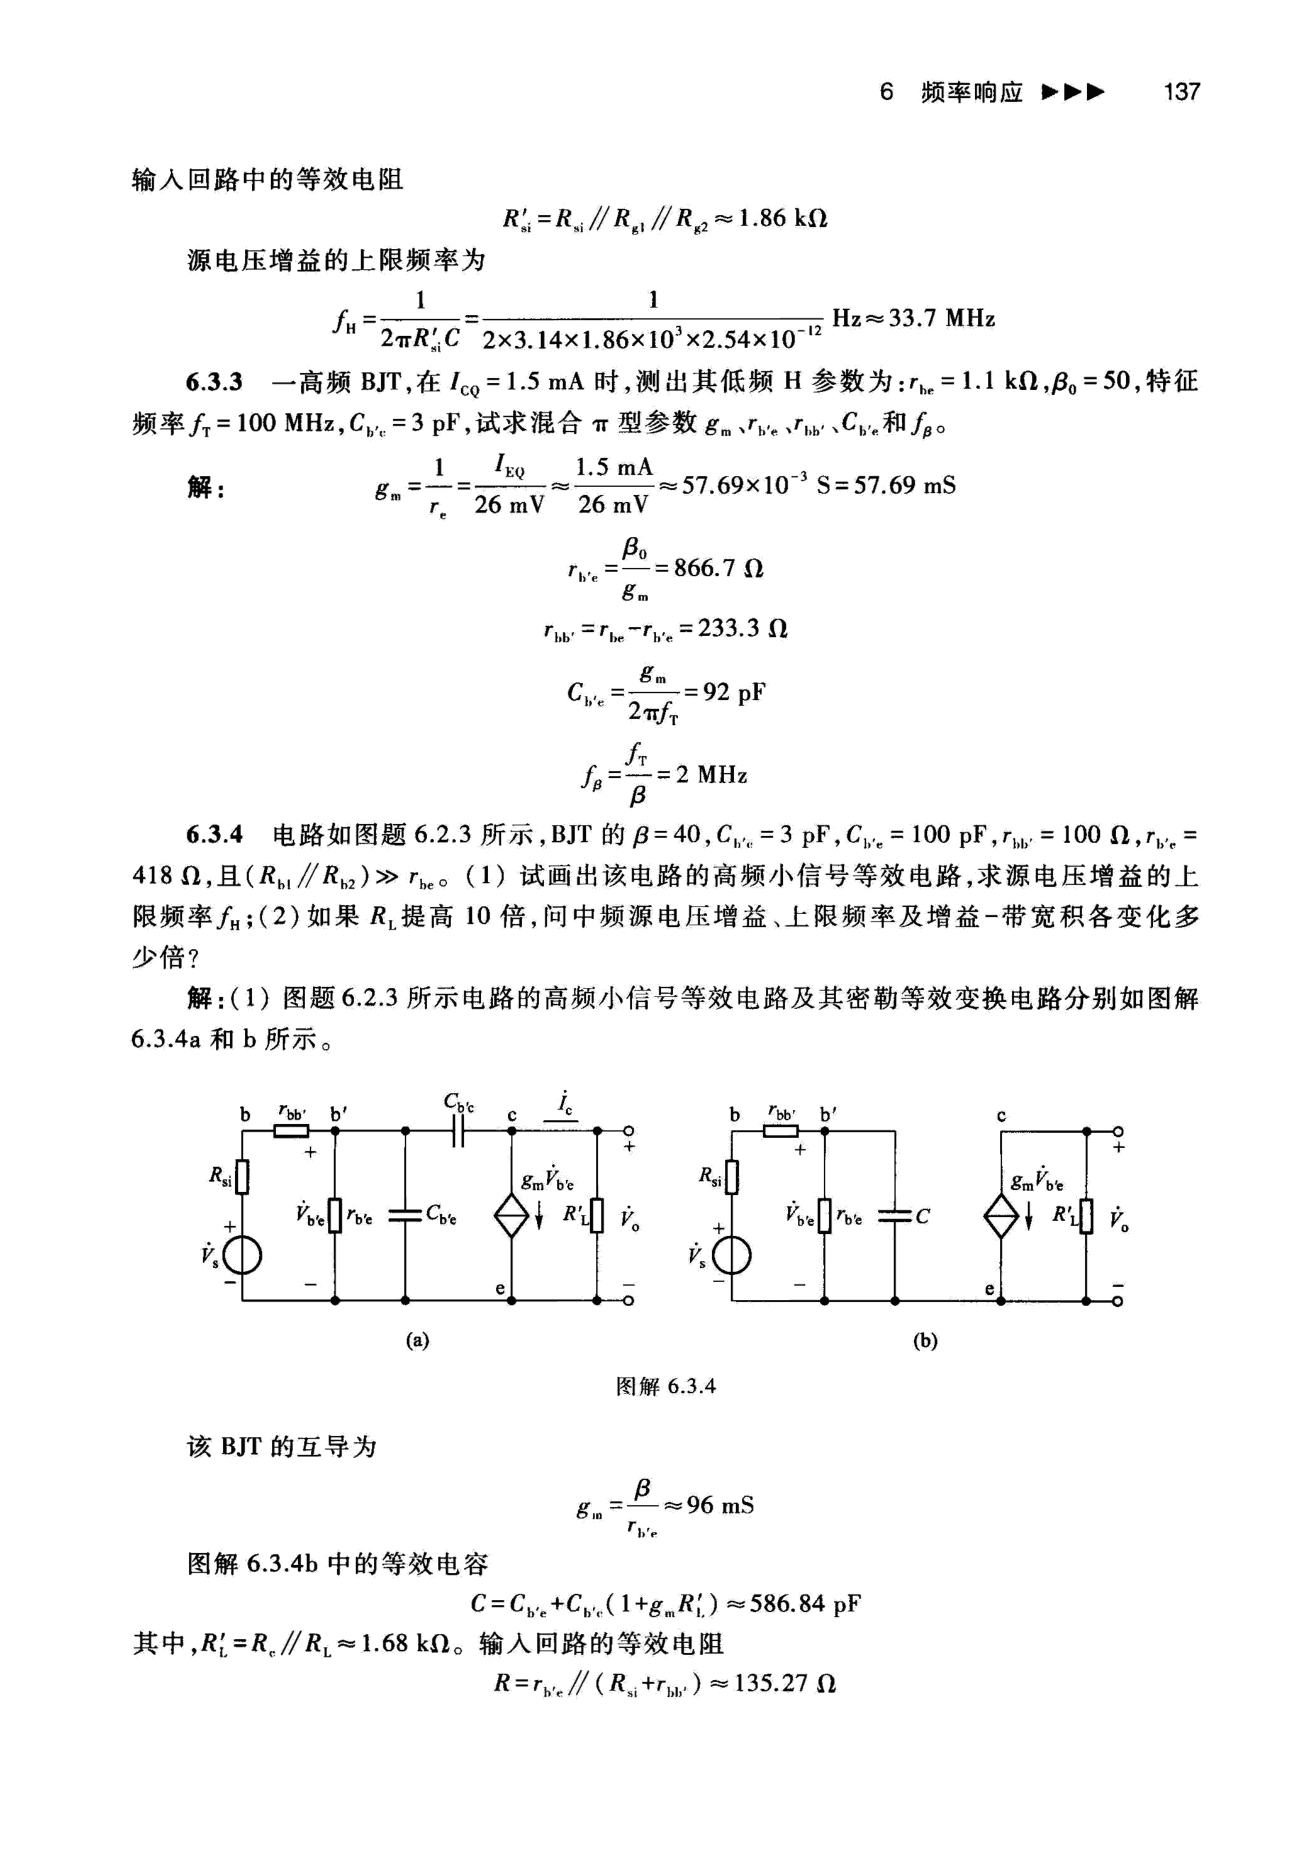 6 频率响应 ▶▶▶ 137
输入回路中的等效电阻
R'si = Rsi // Rg1 // Rg2 ≈ 1.86 kΩ
源电压增益的上限频率为
fH = 1/(2πR'siC) = 1/(2×3.14×1.86×10³×2.54×10⁻¹²) Hz ≈ 33.7 MHz
6.3.3 一高频 BJT,在 ICQ = 1.5 mA 时,测出其低频 H 参数为:rbe = 1.1 kΩ,β0 = 50,特征
频率 fT = 100 MHz,Cb'c = 3 pF,试求混合 π 型参数 gm、rb'e、rbb'、Cb'e和 fβ。
解: gm = 1/re = IEQ/26 mV ≈ 1.5 mA/26 mV ≈ 57.69×10⁻³ S = 57.69 mS
rb'e = β0/gm = 866.7 Ω
rbb' = rbe − rb'e = 233.3 Ω
Cb'e = gm/(2πfT) = 92 pF
fβ = fT/β = 2 MHz
6.3.4 电路如图题 6.2.3 所示,BJT 的 β = 40,Cb'c = 3 pF,Cb'e = 100 pF,rbb' = 100 Ω,rb'e =
418 Ω,且(Rb1 // Rb2) ≫ rbe。(1) 试画出该电路的高频小信号等效电路,求源电压增益的上
限频率 fH;(2) 如果 RL提高 10 倍,问中频源电压增益、上限频率及增益-带宽积各变化多
少倍?
解:(1) 图题 6.2.3 所示电路的高频小信号等效电路及其密勒等效变换电路分别如图解
6.3.4a 和 b 所示。
b rbb' b' Cb'c c İc
+ +
Rsi gmV̇b'e
V̇b'e rb'e Cb'e R'L V̇o
+
V̇s
− − e −
(a)
b rbb' b' c
+ +
Rsi gmV̇b'e
V̇b'e rb'e C R'L V̇o
+
V̇s
− − e −
(b)
图解 6.3.4
该 BJT 的互导为
gm = β/rb'e ≈ 96 mS
图解 6.3.4b 中的等效电容
C = Cb'e + Cb'c(1+gmR'L) ≈ 586.84 pF
其中,R'L = Rc // RL ≈ 1.68 kΩ。输入回路的等效电阻
R = rb'e // (Rsi + rbb') ≈ 135.27 Ω